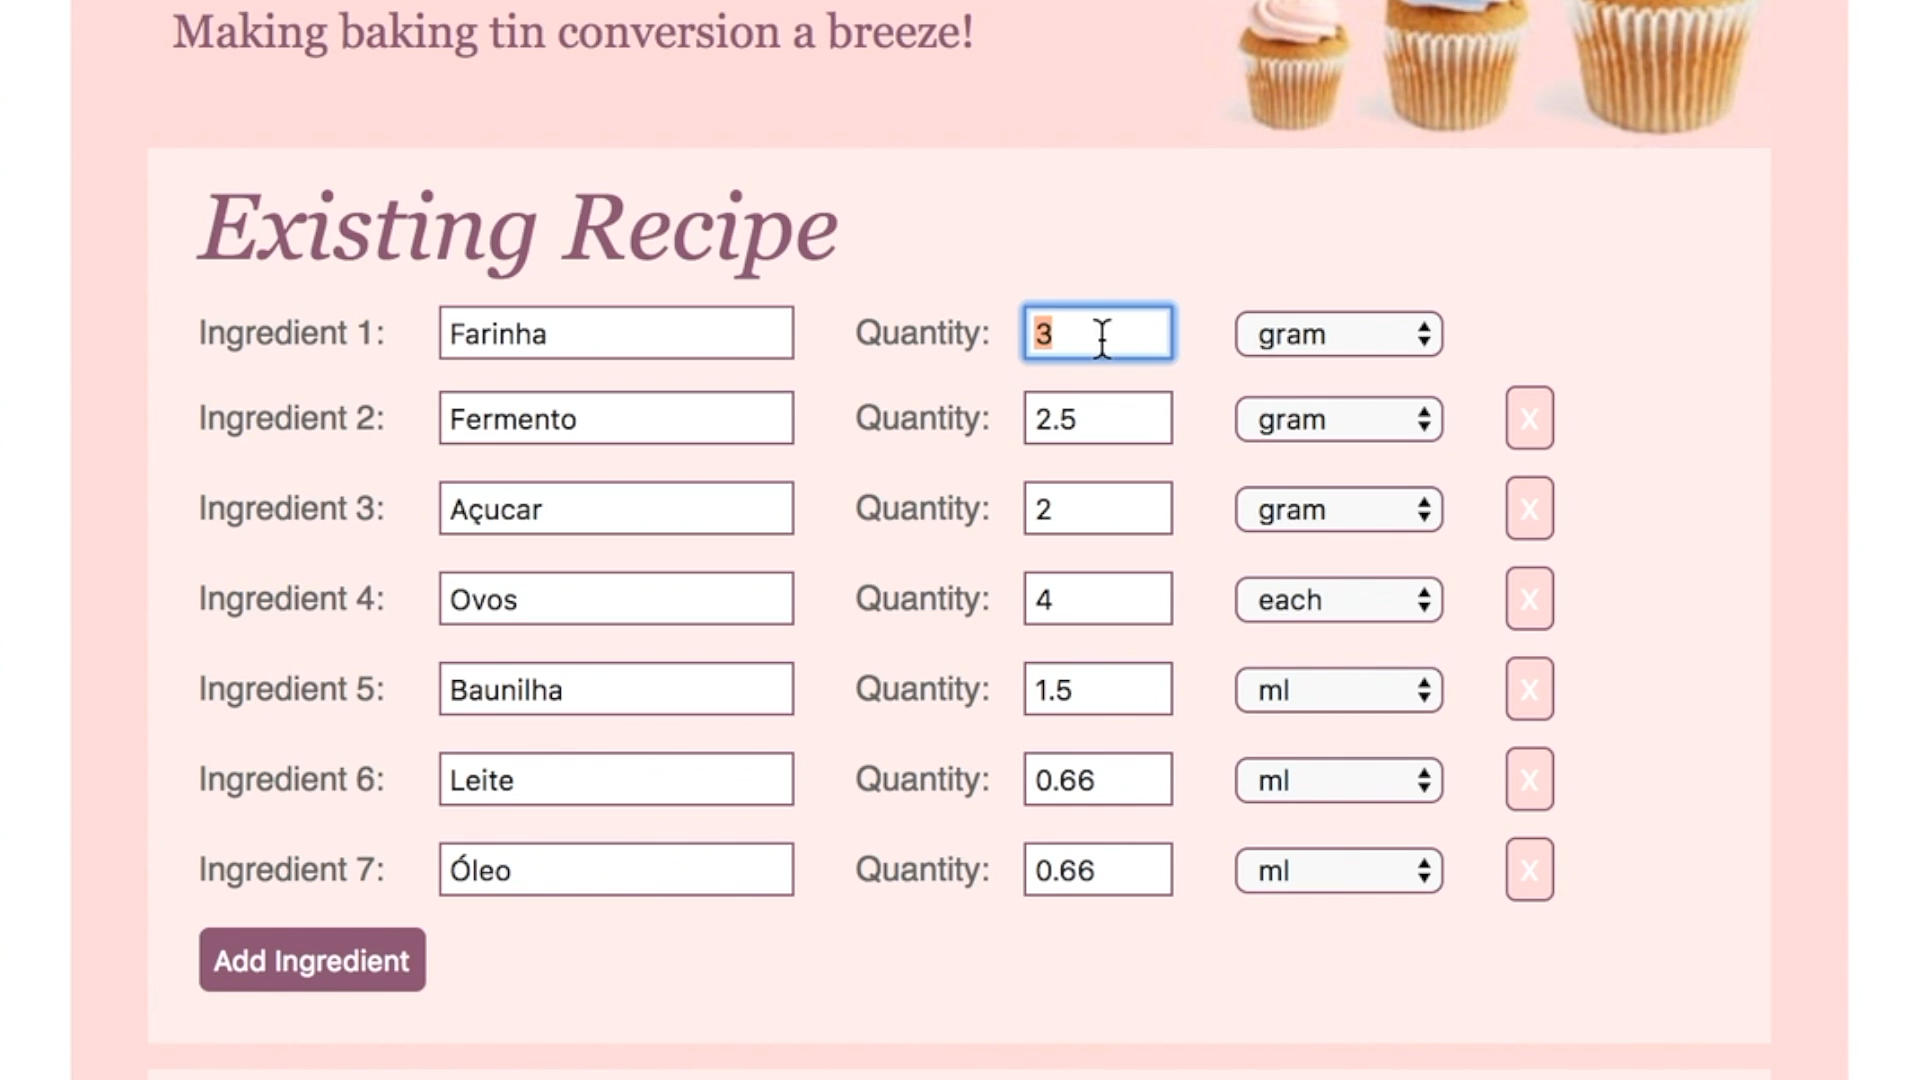 Making baking tin conversion a breeze!
Existing Recipe
Ingredient 1: Farinha Quantity: 3 gram
Ingredient 2: Fermento Quantity: 2.5 gram X
Ingredient 3: Açucar Quantity: 2 gram X
Ingredient 4: Ovos Quantity: 4 each X
Ingredient 5: Baunilha Quantity: 1.5 ml X
Ingredient 6: Leite Quantity: 0.66 ml X
Ingredient 7: Óleo Quantity: 0.66 ml X
Add Ingredient